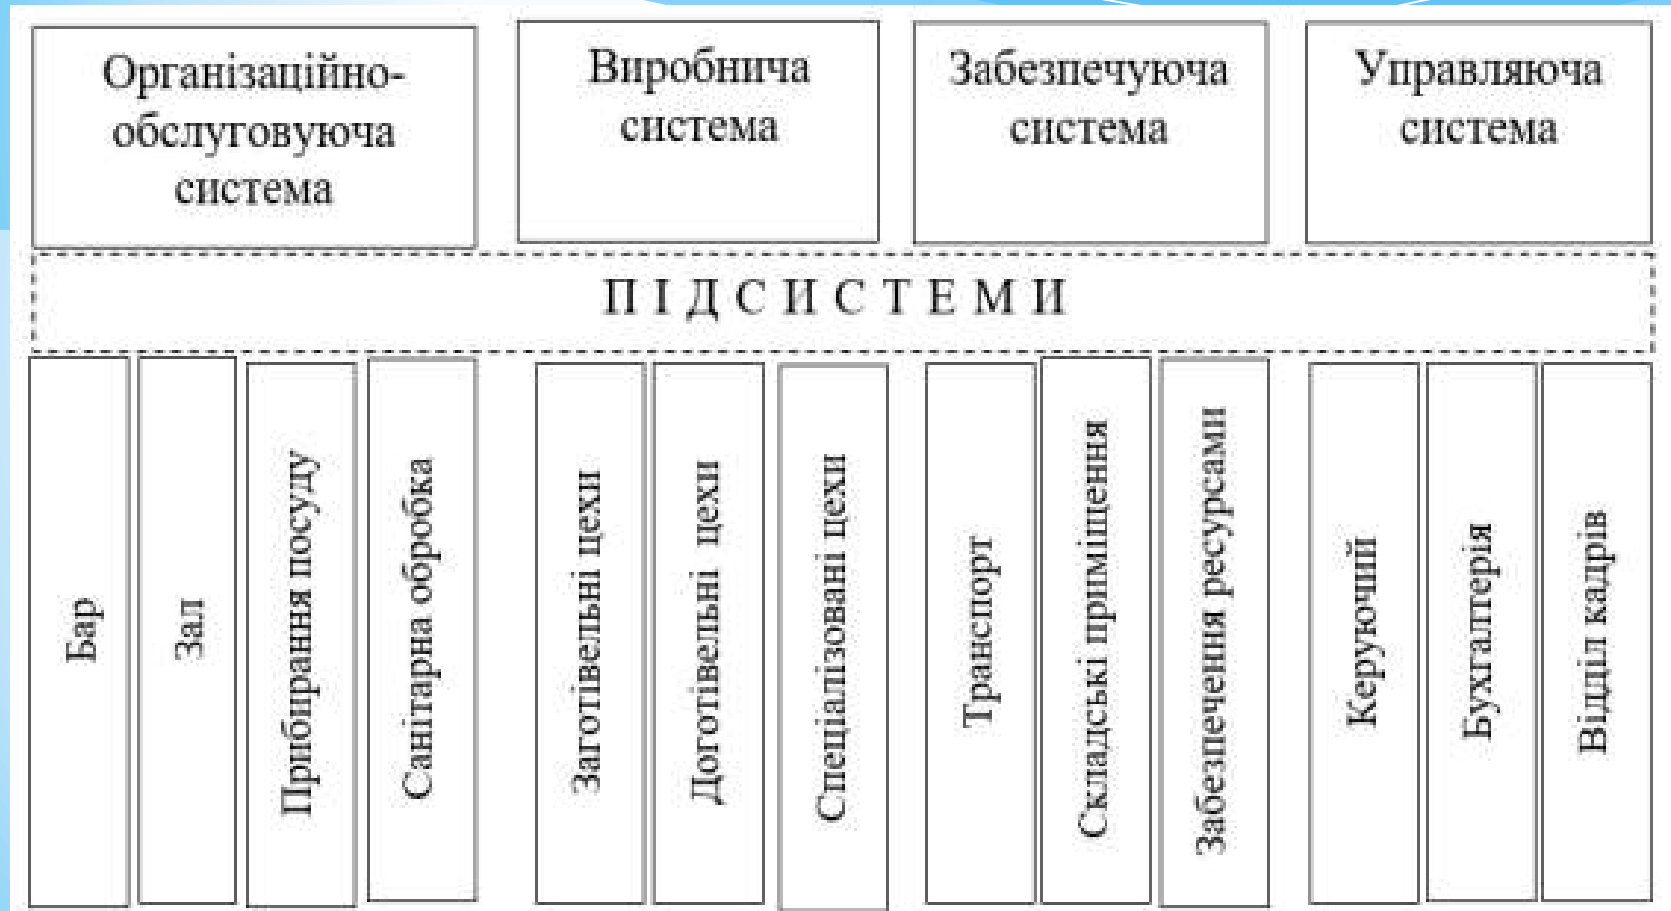 Організаційно-
обслуговуюча
система
Виробнича
система
Забезпечуюча
система
Управляюча
система
ПІДСИСТЕМИ
Бар
Зал
Прибирання посуду
Санітарна обробка
Заготівельні цехи
Доготівельні цехи
Спеціалізовані цехи
Транспорт
Складські приміщення
Забезпечення ресурсами
Керуючий
Бухгалтерія
Відділ кадрів